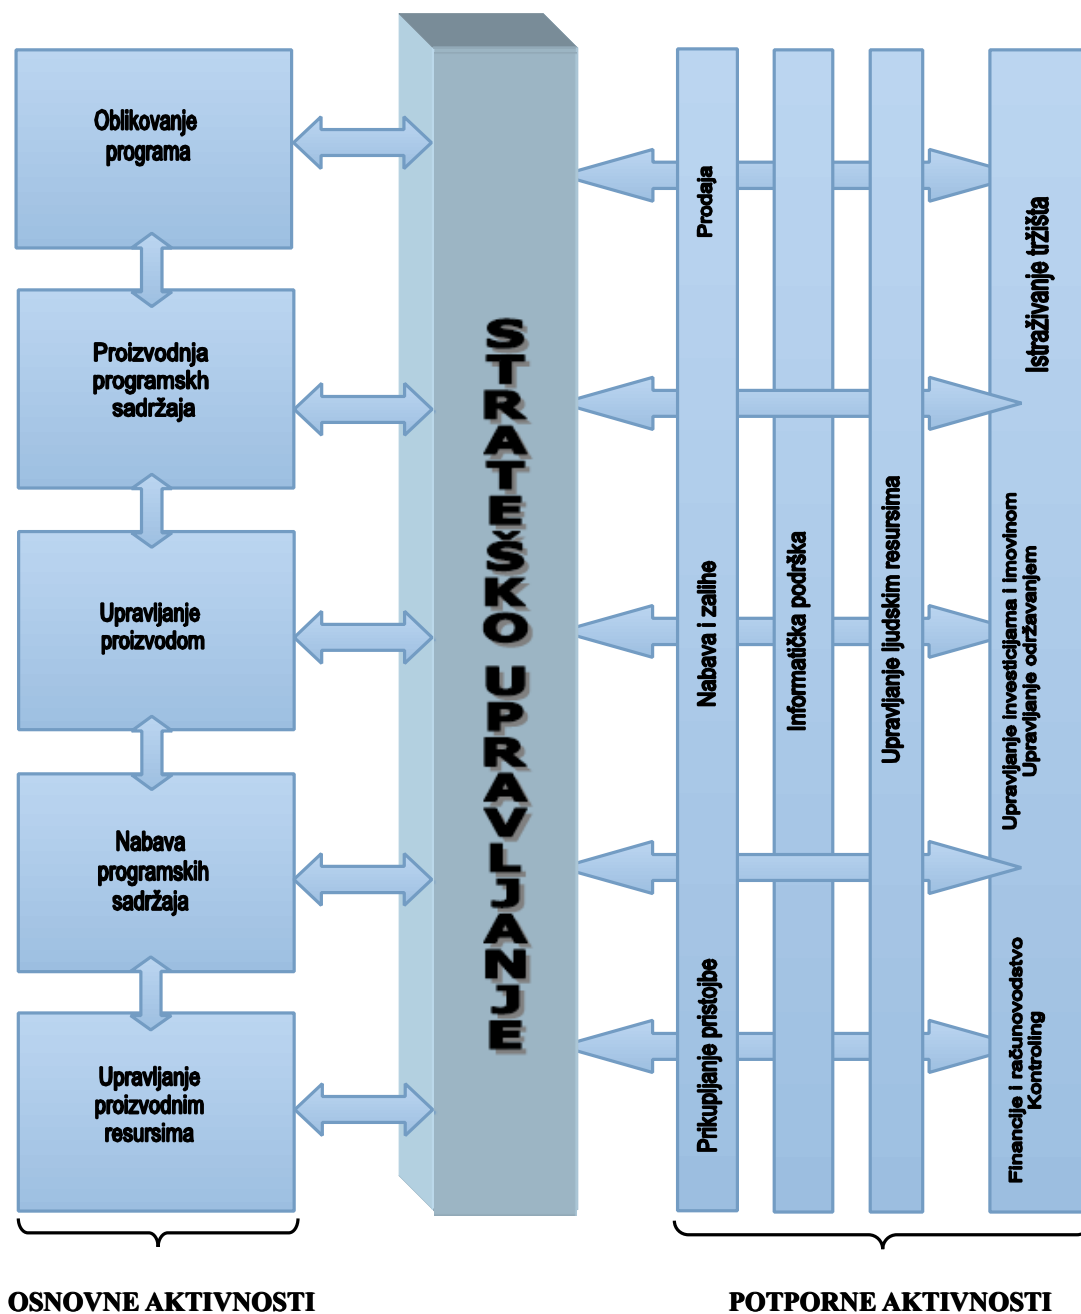 Oblikovanje
programa
Proizvodnja
programskh
sadržaja
Upravljanje
proizvodom
Nabava
programskih
sadržaja
Upravljanje
proizvodnim
resursima
STRATEŠKO UPRAVLJANJE
Prodaja
Nabava i zalihe
Prikupljanje pristojbe
Informatička podrška
Upravljanje ljudskim resursima
Istraživanje tržišta
Upravljanje investicijama i imovinom
Upravljanje održavanjem
Financije i računovodstvo
Kontroling
OSNOVNE AKTIVNOSTI
POTPORNE AKTIVNOSTI